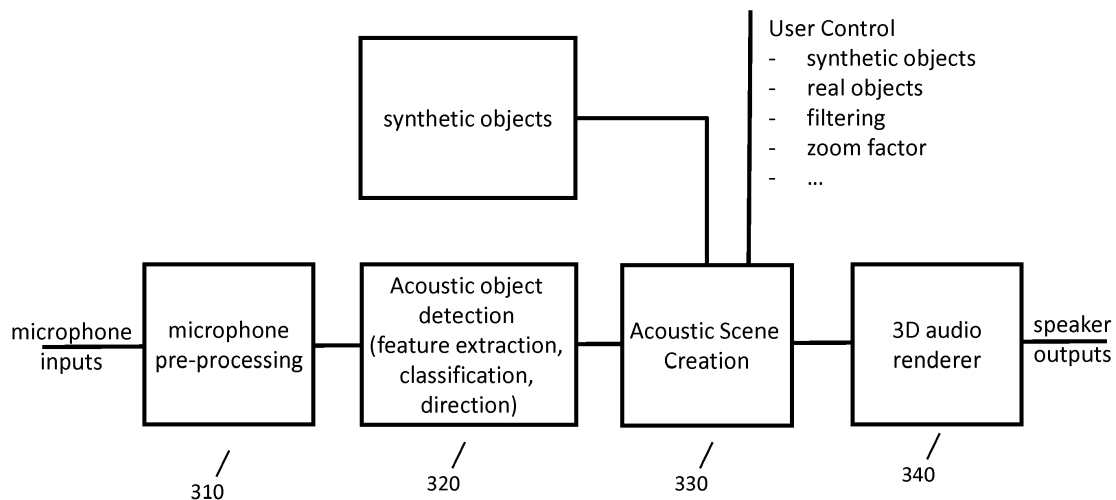 User Control
- synthetic objects
- real objects
- filtering
- zoom factor
- ...
synthetic objects
microphone
inputs
microphone
pre-processing
Acoustic object
detection
(feature extraction,
classification,
direction)
Acoustic Scene
Creation
3D audio
renderer
speaker
outputs
310
320
330
340